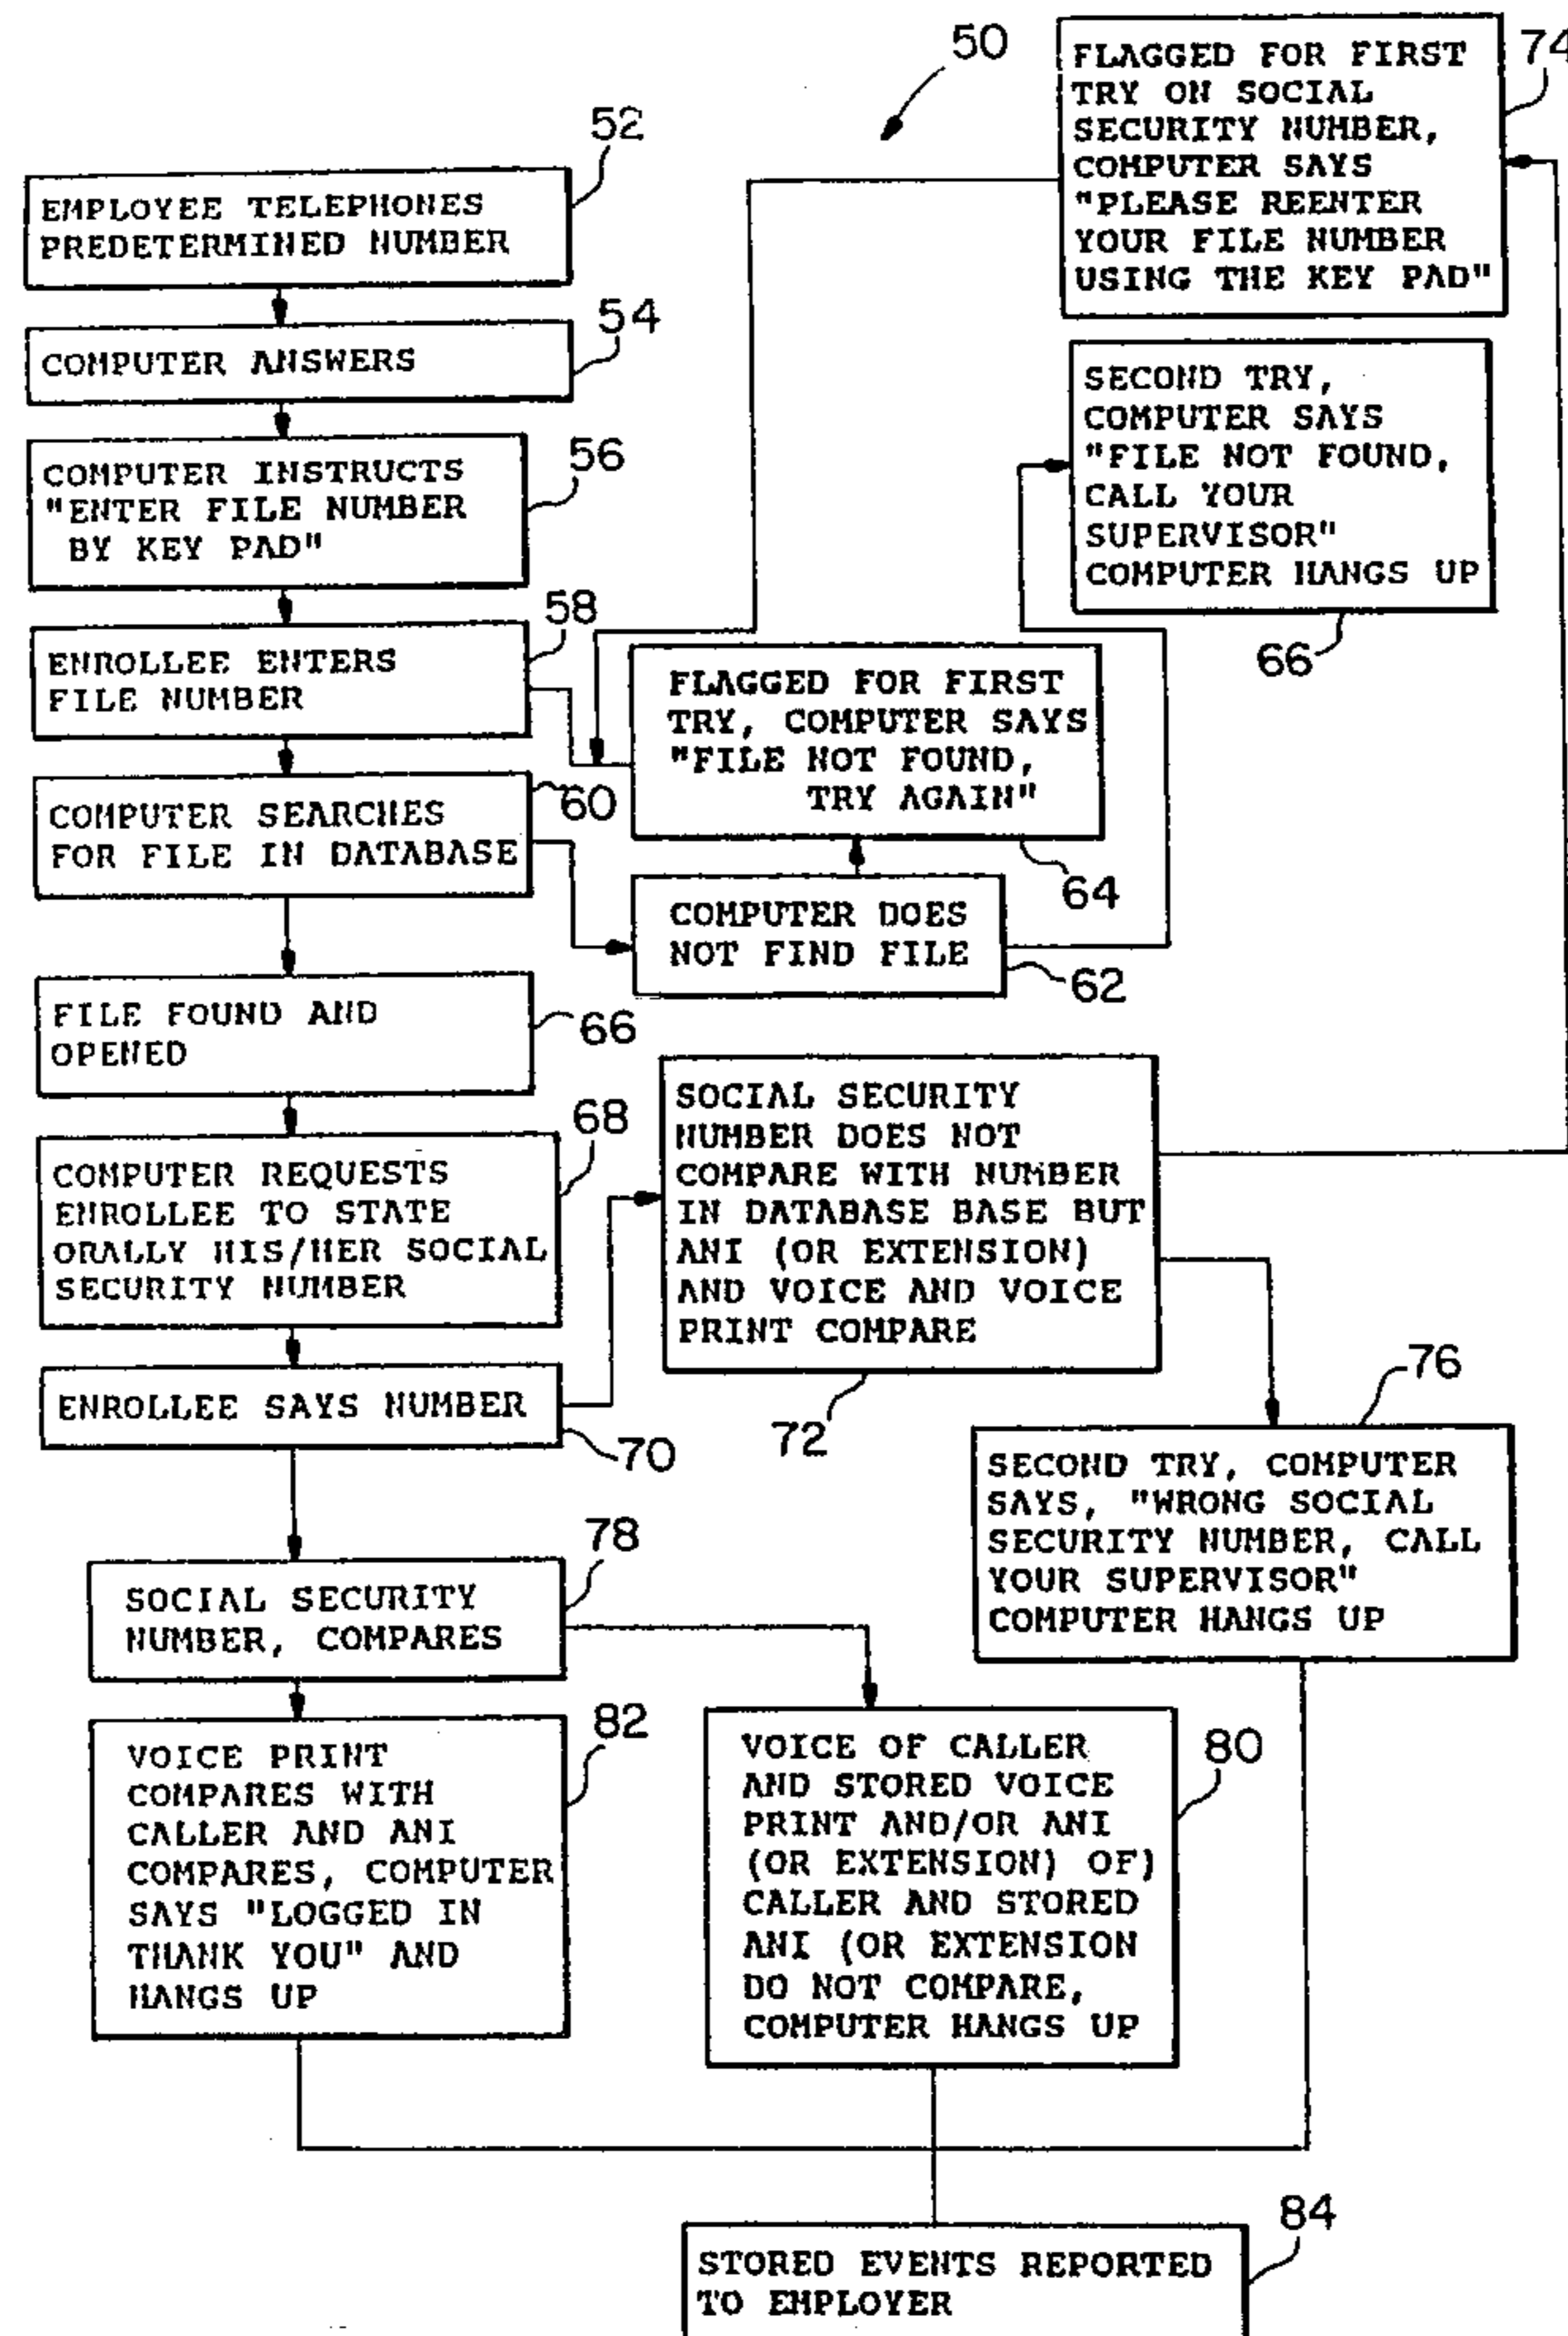 50
FLAGGED FOR FIRST
TRY ON SOCIAL
SECURITY NUMBER,
COMPUTER SAYS
"PLEASE REENTER
YOUR FILE NUMBER
USING THE KEY PAD"
74
52
EMPLOYEE TELEPHONES
PREDETERMINED NUMBER
54
COMPUTER ANSWERS
SECOND TRY,
COMPUTER SAYS
"FILE NOT FOUND,
CALL YOUR
SUPERVISOR"
COMPUTER HANGS UP
66
56
COMPUTER INSTRUCTS
"ENTER FILE NUMBER
BY KEY PAD"
58
ENROLLEE ENTERS
FILE NUMBER
FLAGGED FOR FIRST
TRY, COMPUTER SAYS
"FILE NOT FOUND,
TRY AGAIN"
64
60
COMPUTER SEARCHES
FOR FILE IN DATABASE
COMPUTER DOES
NOT FIND FILE
62
FILE FOUND AND
OPENED
66
68
COMPUTER REQUESTS
ENROLLEE TO STATE
ORALLY HIS/HER SOCIAL
SECURITY NUMBER
SOCIAL SECURITY
NUMBER DOES NOT
COMPARE WITH NUMBER
IN DATABASE BASE BUT
ANI (OR EXTENSION)
AND VOICE AND VOICE
PRINT COMPARE
72
ENROLLEE SAYS NUMBER
70
76
SECOND TRY, COMPUTER
SAYS, "WRONG SOCIAL
SECURITY NUMBER, CALL
YOUR SUPERVISOR"
COMPUTER HANGS UP
78
SOCIAL SECURITY
NUMBER, COMPARES
82
VOICE PRINT
COMPARES WITH
CALLER AND ANI
COMPARES, COMPUTER
SAYS "LOGGED IN
THANK YOU" AND
HANGS UP
80
VOICE OF CALLER
AND STORED VOICE
PRINT AND/OR ANI
(OR EXTENSION) OF)
CALLER AND STORED
ANI (OR EXTENSION
DO NOT COMPARE,
COMPUTER HANGS UP
84
STORED EVENTS REPORTED
TO EMPLOYER